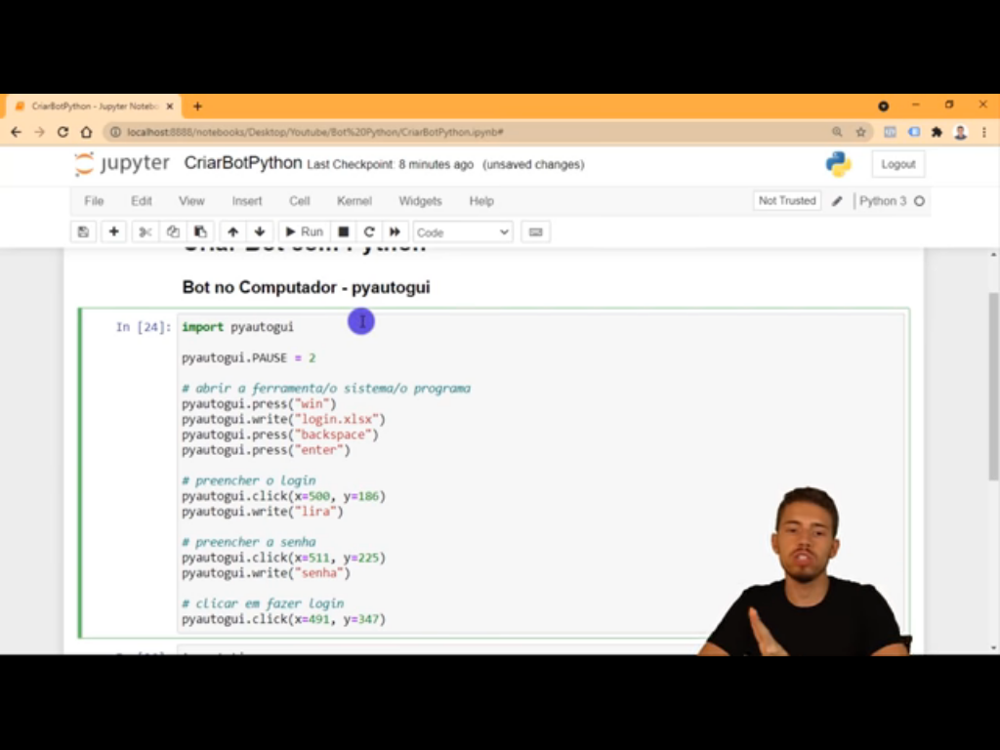 CriarBotPython - Jupyter Notebo
localhost:8888/notebooks/Desktop/Youtube/Bot%20Python/CriarBotPython.ipynb#
jupyter CriarBotPython Last Checkpoint: 8 minutes ago (unsaved changes) Logout
File Edit View Insert Cell Kernel Widgets Help Not Trusted Python 3
Run Code
Criar Bot com Python
Bot no Computador - pyautogui
In [24]: import pyautogui
pyautogui.PAUSE = 2
# abrir a ferramenta/o sistema/o programa
pyautogui.press("win")
pyautogui.write("login.xlsx")
pyautogui.press("backspace")
pyautogui.press("enter")
# preencher o login
pyautogui.click(x=500, y=186)
pyautogui.write("lira")
# preencher a senha
pyautogui.click(x=511, y=225)
pyautogui.write("senha")
# clicar em fazer login
pyautogui.click(x=491, y=347)